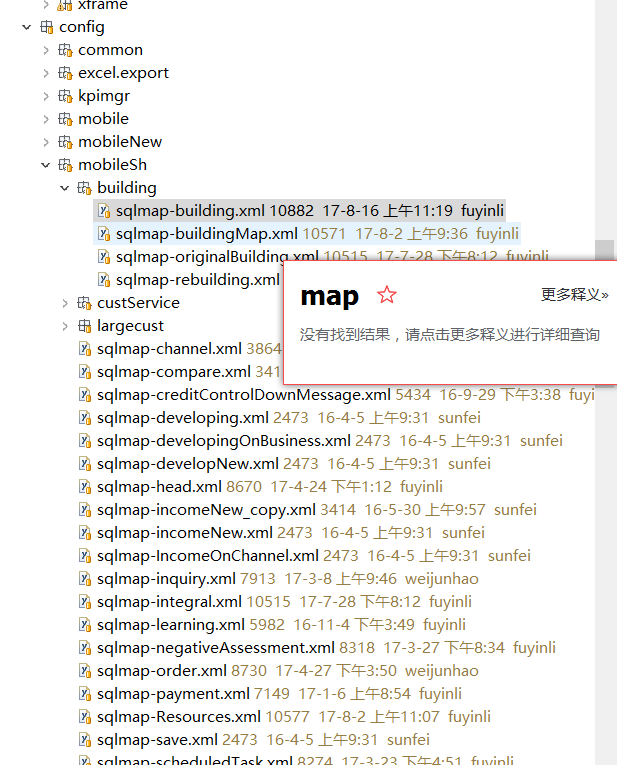 xframe
config
common
excel.export
kpimgr
mobile
mobileNew
mobileSh
building
sqlmap-building.xml 10882 17-8-16 上午11:19 fuyinli
sqlmap-buildingMap.xml 10571 17-8-2 上午9:36 fuyinli
sqlmap-originalBuilding.xml 10515 17-7-28 下午8:12 fuyinli
sqlmap-rebuilding.xml
map 更多释义»
没有找到结果，请点击更多释义进行详细查询
custService
largecust
sqlmap-channel.xml 3864
sqlmap-compare.xml 341
sqlmap-creditControlDownMessage.xml 5434 16-9-29 下午3:38 fuyi
sqlmap-developing.xml 2473 16-4-5 上午9:31 sunfei
sqlmap-developingOnBusiness.xml 2473 16-4-5 上午9:31 sunfei
sqlmap-developNew.xml 2473 16-4-5 上午9:31 sunfei
sqlmap-head.xml 8670 17-4-24 下午1:12 fuyinli
sqlmap-incomeNew_copy.xml 3414 16-5-30 上午9:57 sunfei
sqlmap-incomeNew.xml 2473 16-4-5 上午9:31 sunfei
sqlmap-IncomeOnChannel.xml 2473 16-4-5 上午9:31 sunfei
sqlmap-inquiry.xml 7913 17-3-8 上午9:46 weijunhao
sqlmap-integral.xml 10515 17-7-28 下午8:12 fuyinli
sqlmap-learning.xml 5982 16-11-4 下午3:49 fuyinli
sqlmap-negativeAssessment.xml 8318 17-3-27 下午8:34 fuyinli
sqlmap-order.xml 8730 17-4-27 下午3:50 weijunhao
sqlmap-payment.xml 7149 17-1-6 上午8:54 fuyinli
sqlmap-Resources.xml 10577 17-8-2 上午11:07 fuyinli
sqlmap-save.xml 2473 16-4-5 上午9:31 sunfei
sqlmap-scheduledTask.xml 8274 17-3-23 下午4:51 fuyinli